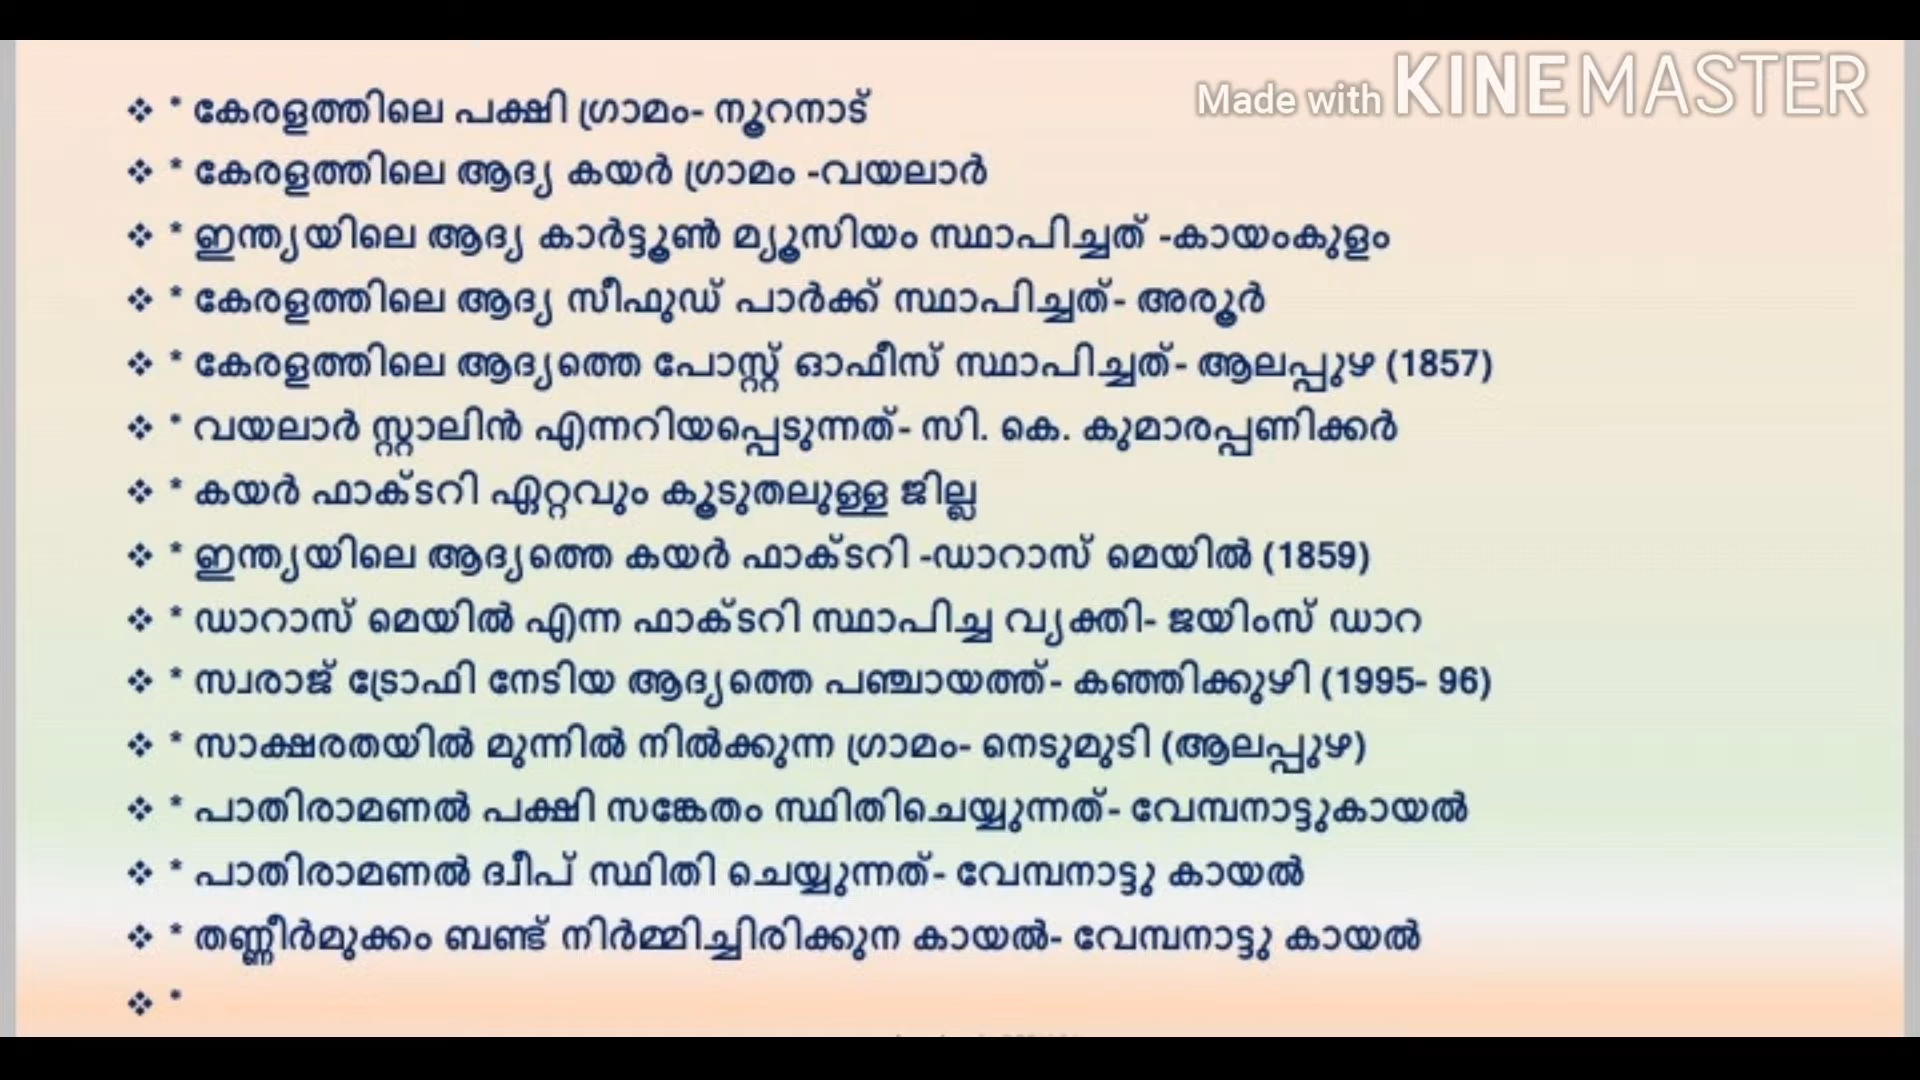 Made with KINEMASTER
❖ * കേരളത്തിലെ പക്ഷി ഗ്രാമം- നൂറനാട്
❖ * കേരളത്തിലെ ആദ്യ കയർ ഗ്രാമം -വയലാർ
❖ * ഇന്ത്യയിലെ ആദ്യ കാർട്ടൂൺ മ്യൂസിയം സ്ഥാപിച്ചത് -കായംകുളം
❖ * കേരളത്തിലെ ആദ്യ സീഫുഡ് പാർക്ക് സ്ഥാപിച്ചത്- അരൂർ
❖ * കേരളത്തിലെ ആദ്യത്തെ പോസ്റ്റ് ഓഫീസ് സ്ഥാപിച്ചത്- ആലപ്പുഴ (1857)
❖ * വയലാർ സ്റ്റാലിൻ എന്നറിയപ്പെടുന്നത്- സി. കെ. കുമാരപ്പണിക്കർ
❖ * കയർ ഫാക്ടറി ഏറ്റവും കൂടുതലുള്ള ജില്ല
❖ * ഇന്ത്യയിലെ ആദ്യത്തെ കയർ ഫാക്ടറി -ഡാറാസ് മെയിൽ (1859)
❖ * ഡാറാസ് മെയിൽ എന്ന ഫാക്ടറി സ്ഥാപിച്ച വ്യക്തി- ജയിംസ് ഡാറ
❖ * സ്വരാജ് ട്രോഫി നേടിയ ആദ്യത്തെ പഞ്ചായത്ത്- കഞ്ഞിക്കുഴി (1995- 96)
❖ * സാക്ഷരതയിൽ മുന്നിൽ നിൽക്കുന്ന ഗ്രാമം- നെടുമുടി (ആലപ്പുഴ)
❖ * പാതിരാമണൽ പക്ഷി സങ്കേതം സ്ഥിതിചെയ്യുന്നത്- വേമ്പനാട്ടുകായൽ
❖ * പാതിരാമണൽ ദ്വീപ് സ്ഥിതി ചെയ്യുന്നത്- വേമ്പനാട്ടു കായൽ
❖ * തണ്ണീർമുക്കം ബണ്ട് നിർമ്മിച്ചിരിക്കുന കായൽ- വേമ്പനാട്ടു കായൽ
❖ *